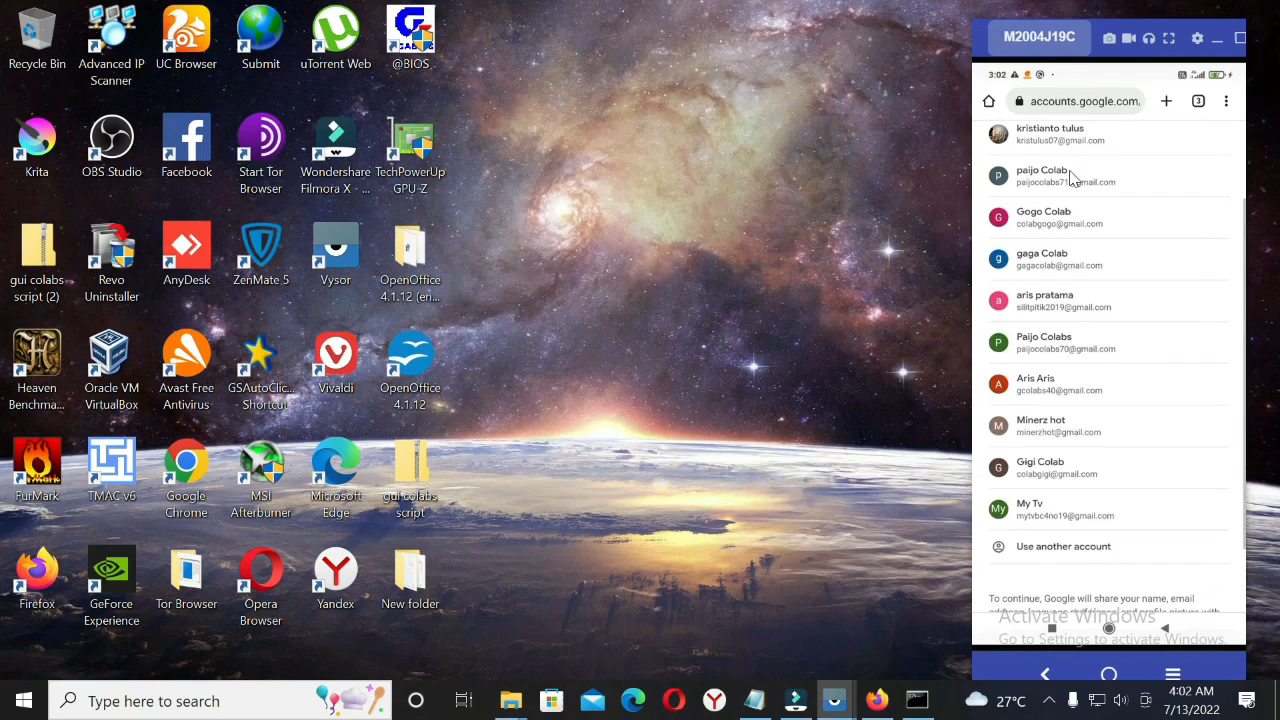 Recycle Bin
Advanced IP
Scanner
UC Browser
Submit
uTorrent Web
@BIOS
Krita
OBS Studio
Facebook
Start Tor
Browser
Wondershare
Filmora X - ...
TechPowerUp
GPU-Z
gui colabs
script (2)
Revo
Uninstaller
AnyDesk
ZenMate 5
Vysor
OpenOffice
4.1.12 (en...
Heaven
Benchma...
Oracle VM
VirtualBox
Avast Free
Antivirus
GSAutoClic...
- Shortcut
Vivaldi
OpenOffice
4.1.12
FurMark
TMAC v6
Google
Chrome
MSI
Afterburner
Microsoft
Edge
gui colabs
script
Firefox
GeForce
Experience
Tor Browser
Opera
Browser
Yandex
New folder
M2004J19C
3:02
accounts.google.com.
3
kristianto tulus
kristulus07@gmail.com
p
paijo Colab
G
Gogo Colab
colabgogo@gmail.com
g
gaga Colab
gagacolab@gmail.com
a
aris pratama
silitpitik2019@gmail.com
P
Paijo Colabs
paijocolabs70@gmail.com
A
Aris Aris
gcolabs40@gmail.com
M
Minerz hot
minerzhot@gmail.com
G
Gigi Colab
colabgigi@gmail.com
My
My Tv
mytvbc4no19@gmail.com
Use another account
To continue, Google will share your name, email
Activate Windows
Go to Settings to activate Windows.
Type here to search
27°C
4:02 AM
7/13/2022